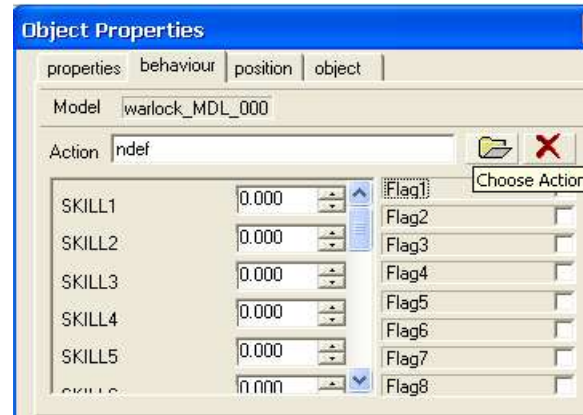 Object Properties
properties behaviour position object
Model warlock_MDL_000
Action ndef
Choose Action
SKILL1 0.000 Flag1
SKILL2 0.000 Flag2
SKILL3 0.000 Flag3
SKILL4 0.000 Flag4
Flag5
SKILL5 0.000 Flag6
Flag7
0.000 Flag8